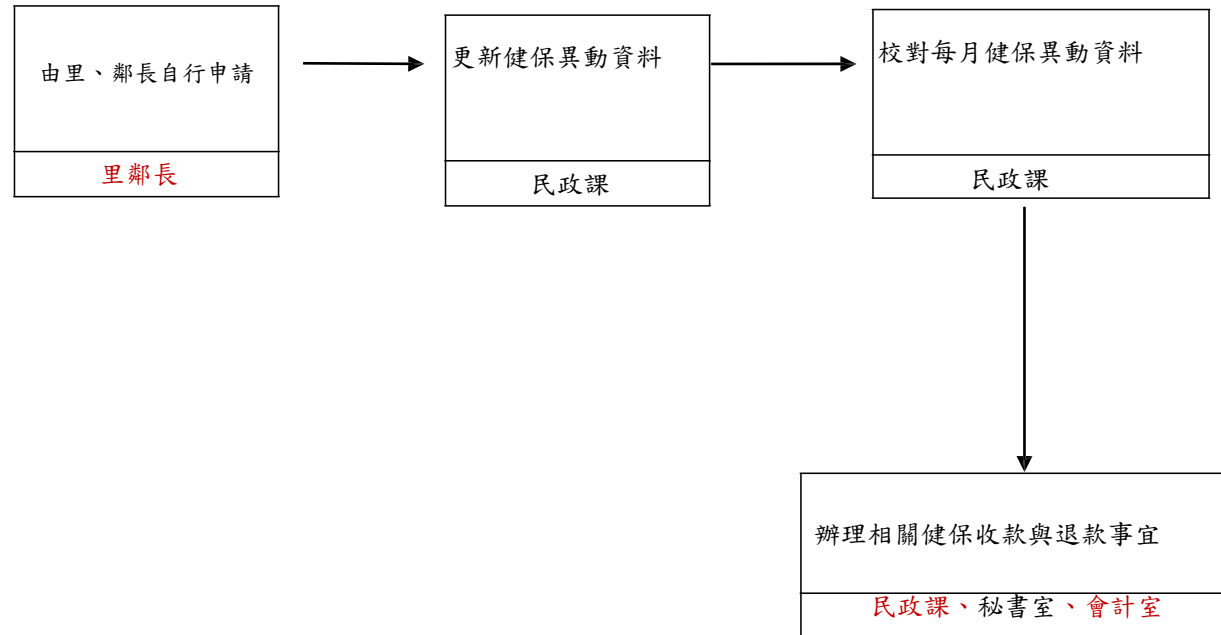 由里、鄰長自行申請
里鄰長
更新健保異動資料
民政課
校對每月健保異動資料
民政課
辦理相關健保收款與退款事宜
民政課、秘書室、會計室